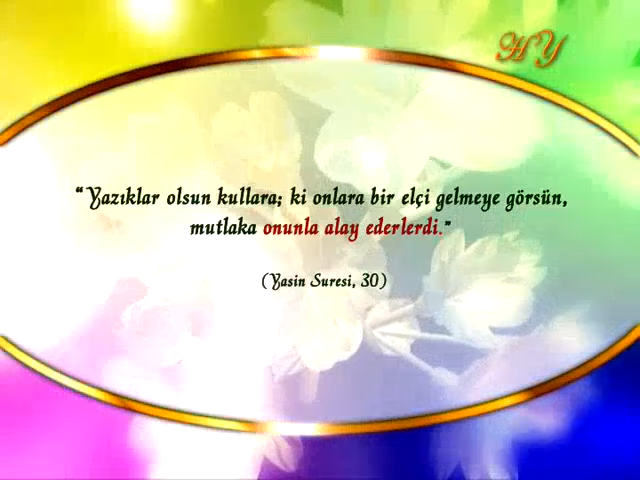 HY
“Yazıklar olsun kullara; ki onlara bir elçi gelmeye görsün,
mutlaka onunla alay ederlerdi."
(Yasin Suresi, 30)